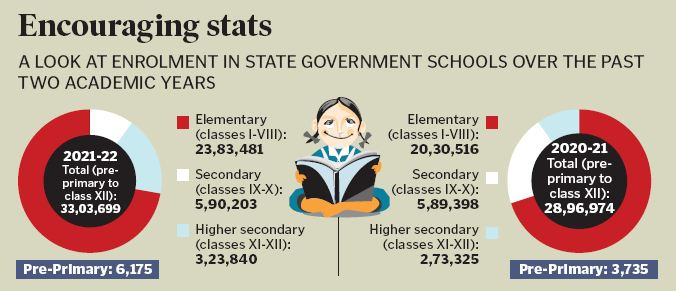 Encouraging stats
A LOOK AT ENROLMENT IN STATE GOVERNMENT SCHOOLS OVER THE PAST
TWO ACADEMIC YEARS
2021-22
Total (pre-
primary to
class XII):
33,03,699
Pre-Primary: 6,175
Elementary
(classes I-VIII):
23,83,481
Secondary
(classes IX-X):
5,90,203
Higher secondary
(classes XI-XII):
3,23,840
Elementary
(classes I-VIII):
20,30,516
Secondary
(classes IX-X):
5,89,398
Higher secondary
(classes XI-XII):
2,73,325
2020-21
Total (pre-
primary to
class XII):
28,96,974
Pre-Primary: 3,735